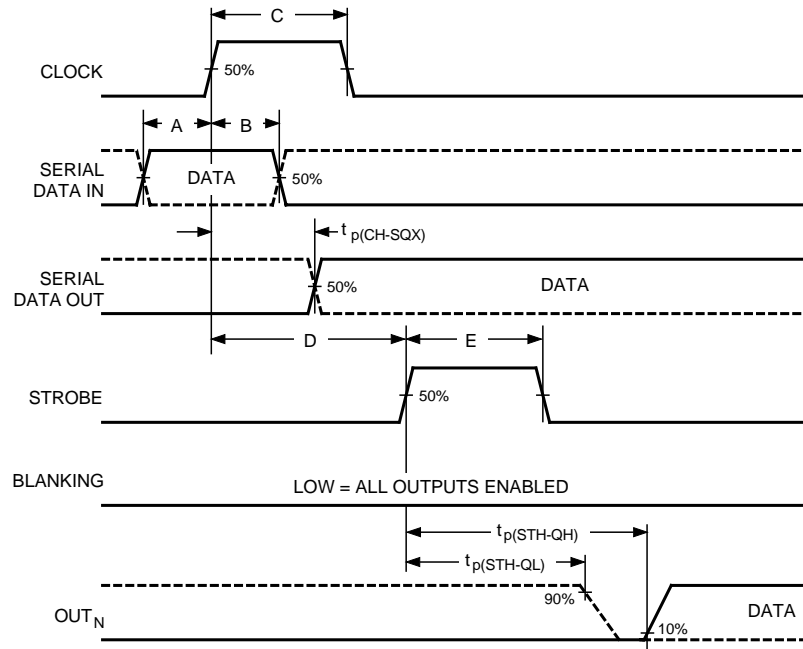 C
CLOCK
50%
A
B
SERIAL
DATA IN
DATA
50%
t p(CH-SQX)
SERIAL
DATA OUT
50%
DATA
D
E
STROBE
50%
BLANKING
LOW = ALL OUTPUTS ENABLED
t p(STH-QH)
t p(STH-QL)
90%
DATA
OUT N
10%